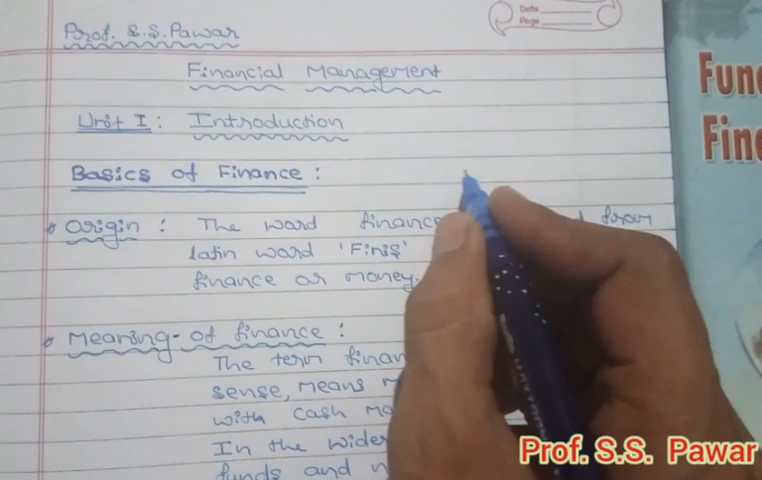 Prof. S.S. Pawar
Date
Page
Financial Management
Unit I: Introduction
Basics of Finance:
Origin: The word finance from
latin word 'Finis'
finance or money.
Meaning of finance:
The term finan
sense, means
with cash
In the wider
funds and
Fun
Fin
Prof. S.S. Pawar